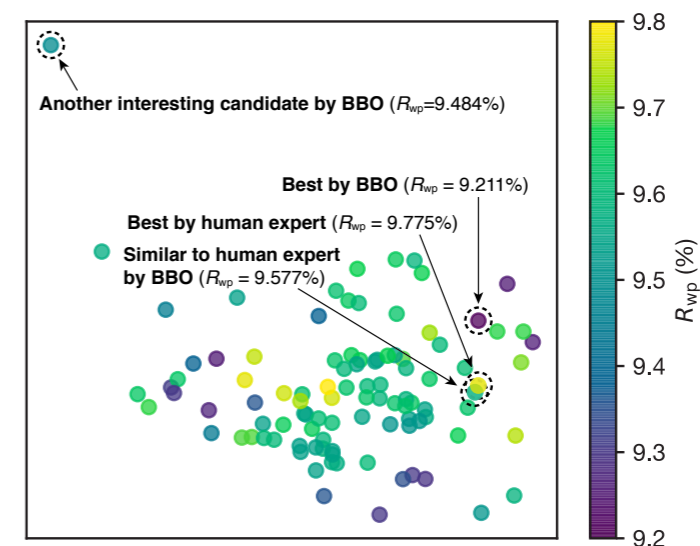 Another interesting candidate by BBO (Rwp=9.484%)
Best by BBO (Rwp = 9.211%)
Best by human expert (Rwp = 9.775%)
Similar to human expert
by BBO (Rwp = 9.577%)
9.8
9.7
9.6
9.5
9.4
9.3
9.2
Rwp (%)